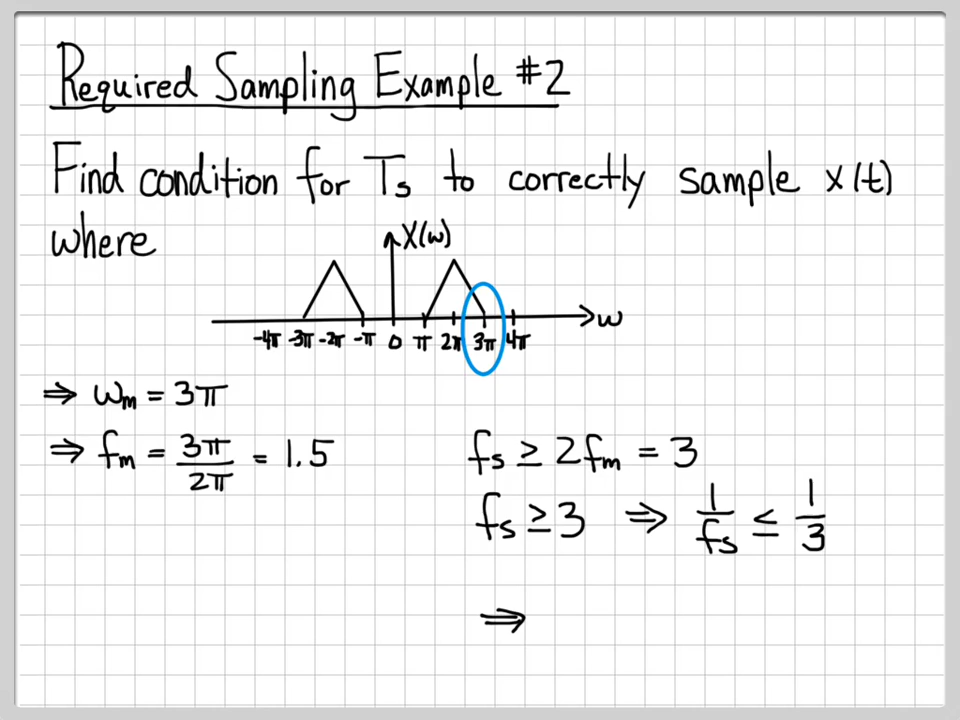 Required Sampling Example #2
Find condition for Ts to correctly sample x(t)
where
X(ω)
-4π -3π -2π -π 0 π 2π 3π 4π ω
⇒ ωm = 3π
⇒ fm = 3π/2π = 1.5
fs ≥ 2fm = 3
fs ≥ 3 ⇒ 1/fs ≤ 1/3
⇒